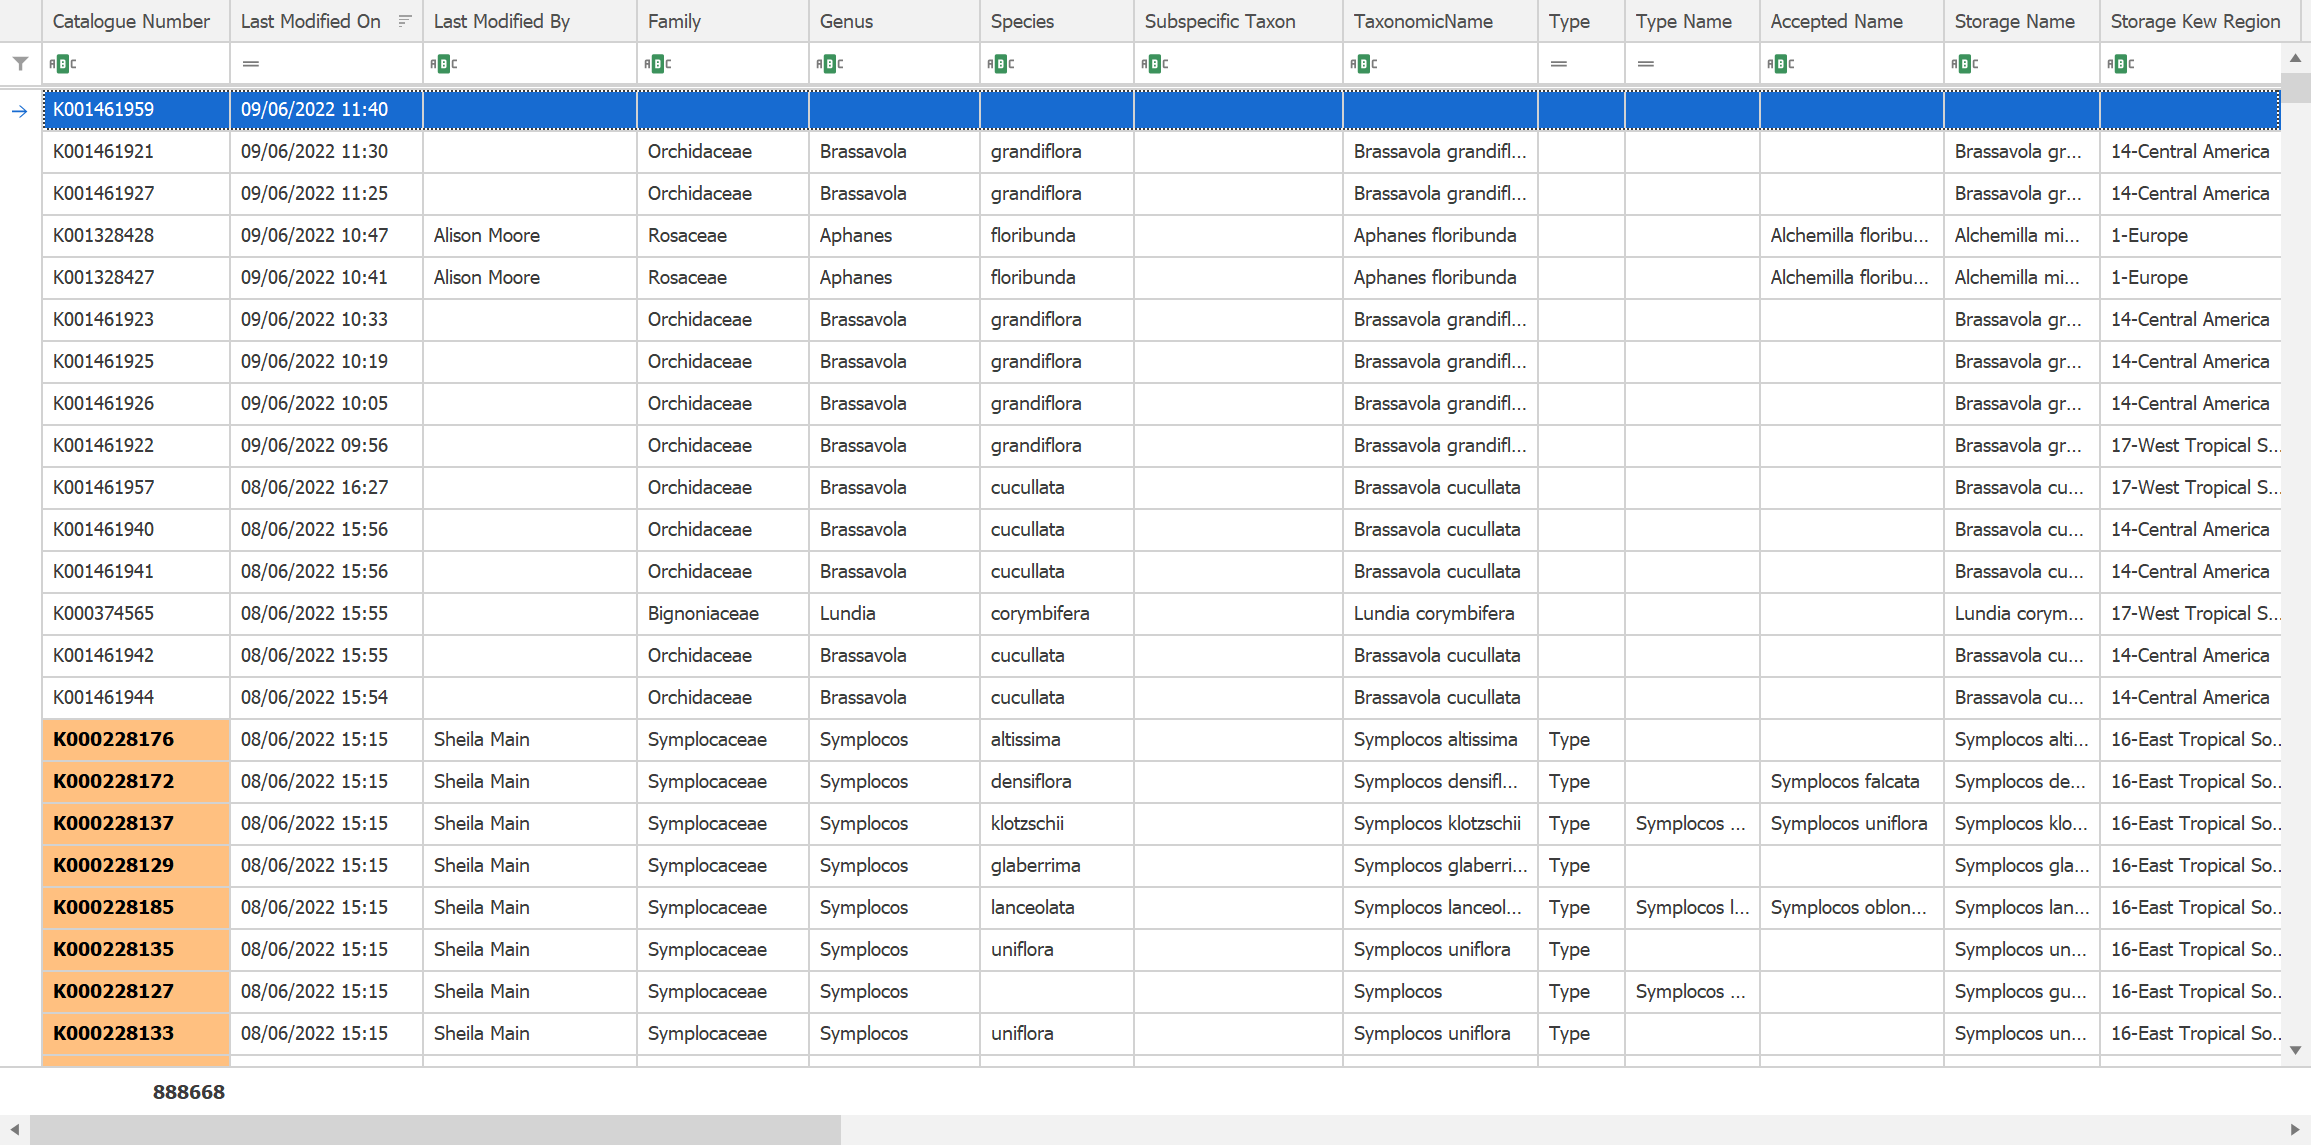 Catalogue Number Last Modified On Last Modified By Family Genus Species Subspecific Taxon TaxonomicName Type Type Name Accepted Name Storage Name Storage Kew Region
ABC = ABC ABC ABC ABC ABC ABC = = ABC ABC ABC
K001461959 09/06/2022 11:40
K001461921 09/06/2022 11:30 Orchidaceae Brassavola grandiflora Brassavola grandifl... Brassavola gr... 14-Central America
K001461927 09/06/2022 11:25 Orchidaceae Brassavola grandiflora Brassavola grandifl... Brassavola gr... 14-Central America
K001328428 09/06/2022 10:47 Alison Moore Rosaceae Aphanes floribunda Aphanes floribunda Alchemilla floribu... Alchemilla mi... 1-Europe
K001328427 09/06/2022 10:41 Alison Moore Rosaceae Aphanes floribunda Aphanes floribunda Alchemilla floribu... Alchemilla mi... 1-Europe
K001461923 09/06/2022 10:33 Orchidaceae Brassavola grandiflora Brassavola grandifl... Brassavola gr... 14-Central America
K001461925 09/06/2022 10:19 Orchidaceae Brassavola grandiflora Brassavola grandifl... Brassavola gr... 14-Central America
K001461926 09/06/2022 10:05 Orchidaceae Brassavola grandiflora Brassavola grandifl... Brassavola gr... 14-Central America
K001461922 09/06/2022 09:56 Orchidaceae Brassavola grandiflora Brassavola grandifl... Brassavola gr... 17-West Tropical S...
K001461957 08/06/2022 16:27 Orchidaceae Brassavola cucullata Brassavola cucullata Brassavola cu... 17-West Tropical S...
K001461940 08/06/2022 15:56 Orchidaceae Brassavola cucullata Brassavola cucullata Brassavola cu... 14-Central America
K001461941 08/06/2022 15:56 Orchidaceae Brassavola cucullata Brassavola cucullata Brassavola cu... 14-Central America
K000374565 08/06/2022 15:55 Bignoniaceae Lundia corymbifera Lundia corymbifera Lundia corym... 17-West Tropical S...
K001461942 08/06/2022 15:55 Orchidaceae Brassavola cucullata Brassavola cucullata Brassavola cu... 14-Central America
K001461944 08/06/2022 15:54 Orchidaceae Brassavola cucullata Brassavola cucullata Brassavola cu... 14-Central America
K000228176 08/06/2022 15:15 Sheila Main Symplocaceae Symplocos altissima Symplocos altissima Type Symplocos alti... 16-East Tropical So...
K000228172 08/06/2022 15:15 Sheila Main Symplocaceae Symplocos densiflora Symplocos densifl... Type Symplocos falcata Symplocos de... 16-East Tropical So...
K000228137 08/06/2022 15:15 Sheila Main Symplocaceae Symplocos klotzschii Symplocos klotzschii Type Symplocos ... Symplocos uniflora Symplocos klo... 16-East Tropical So...
K000228129 08/06/2022 15:15 Sheila Main Symplocaceae Symplocos glaberrima Symplocos glaberri... Type Symplocos gla... 16-East Tropical So...
K000228185 08/06/2022 15:15 Sheila Main Symplocaceae Symplocos lanceolata Symplocos lanceol... Type Symplocos l... Symplocos oblon... Symplocos lan... 16-East Tropical So...
K000228135 08/06/2022 15:15 Sheila Main Symplocaceae Symplocos uniflora Symplocos uniflora Type Symplocos un... 16-East Tropical So...
K000228127 08/06/2022 15:15 Sheila Main Symplocaceae Symplocos Symplocos Type Symplocos ... Symplocos gu... 16-East Tropical So...
K000228133 08/06/2022 15:15 Sheila Main Symplocaceae Symplocos uniflora Symplocos uniflora Type Symplocos un... 16-East Tropical So...
888668